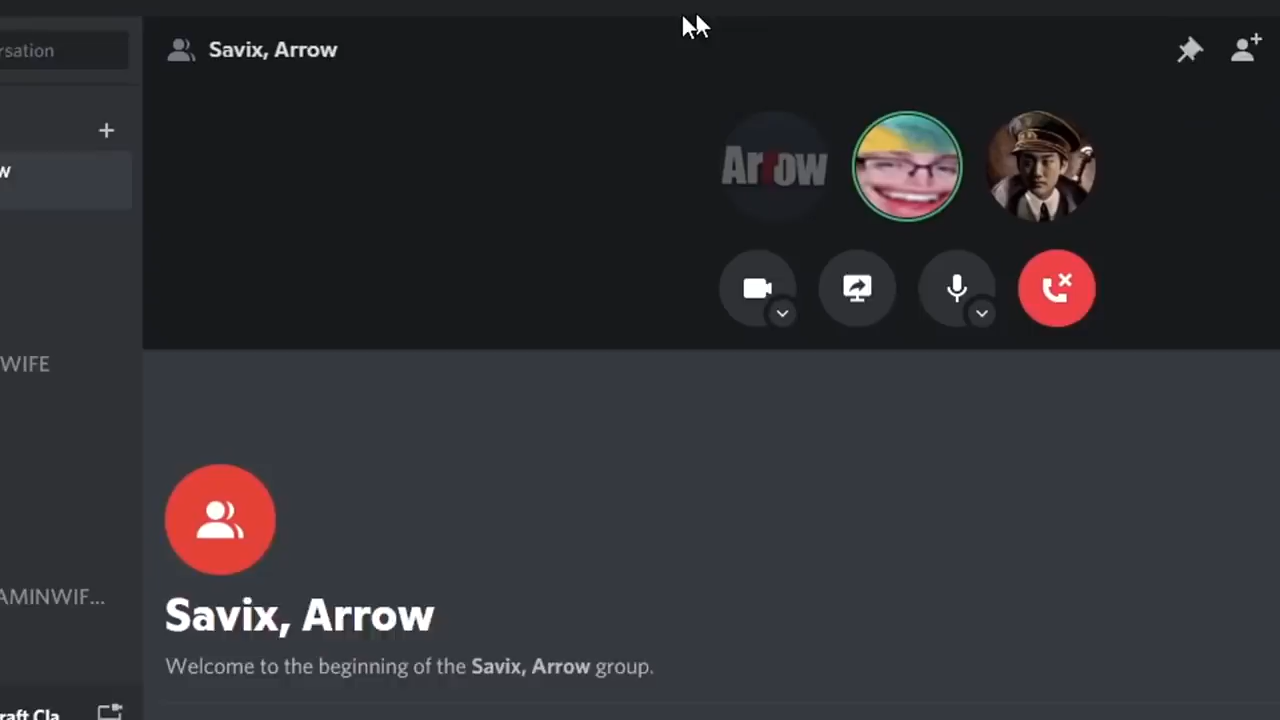 rsation
Savix, Arrow
w
Arrow
WIFE
AMINWIF...
Savix, Arrow
Welcome to the beginning of the Savix, Arrow group.
raft Cla